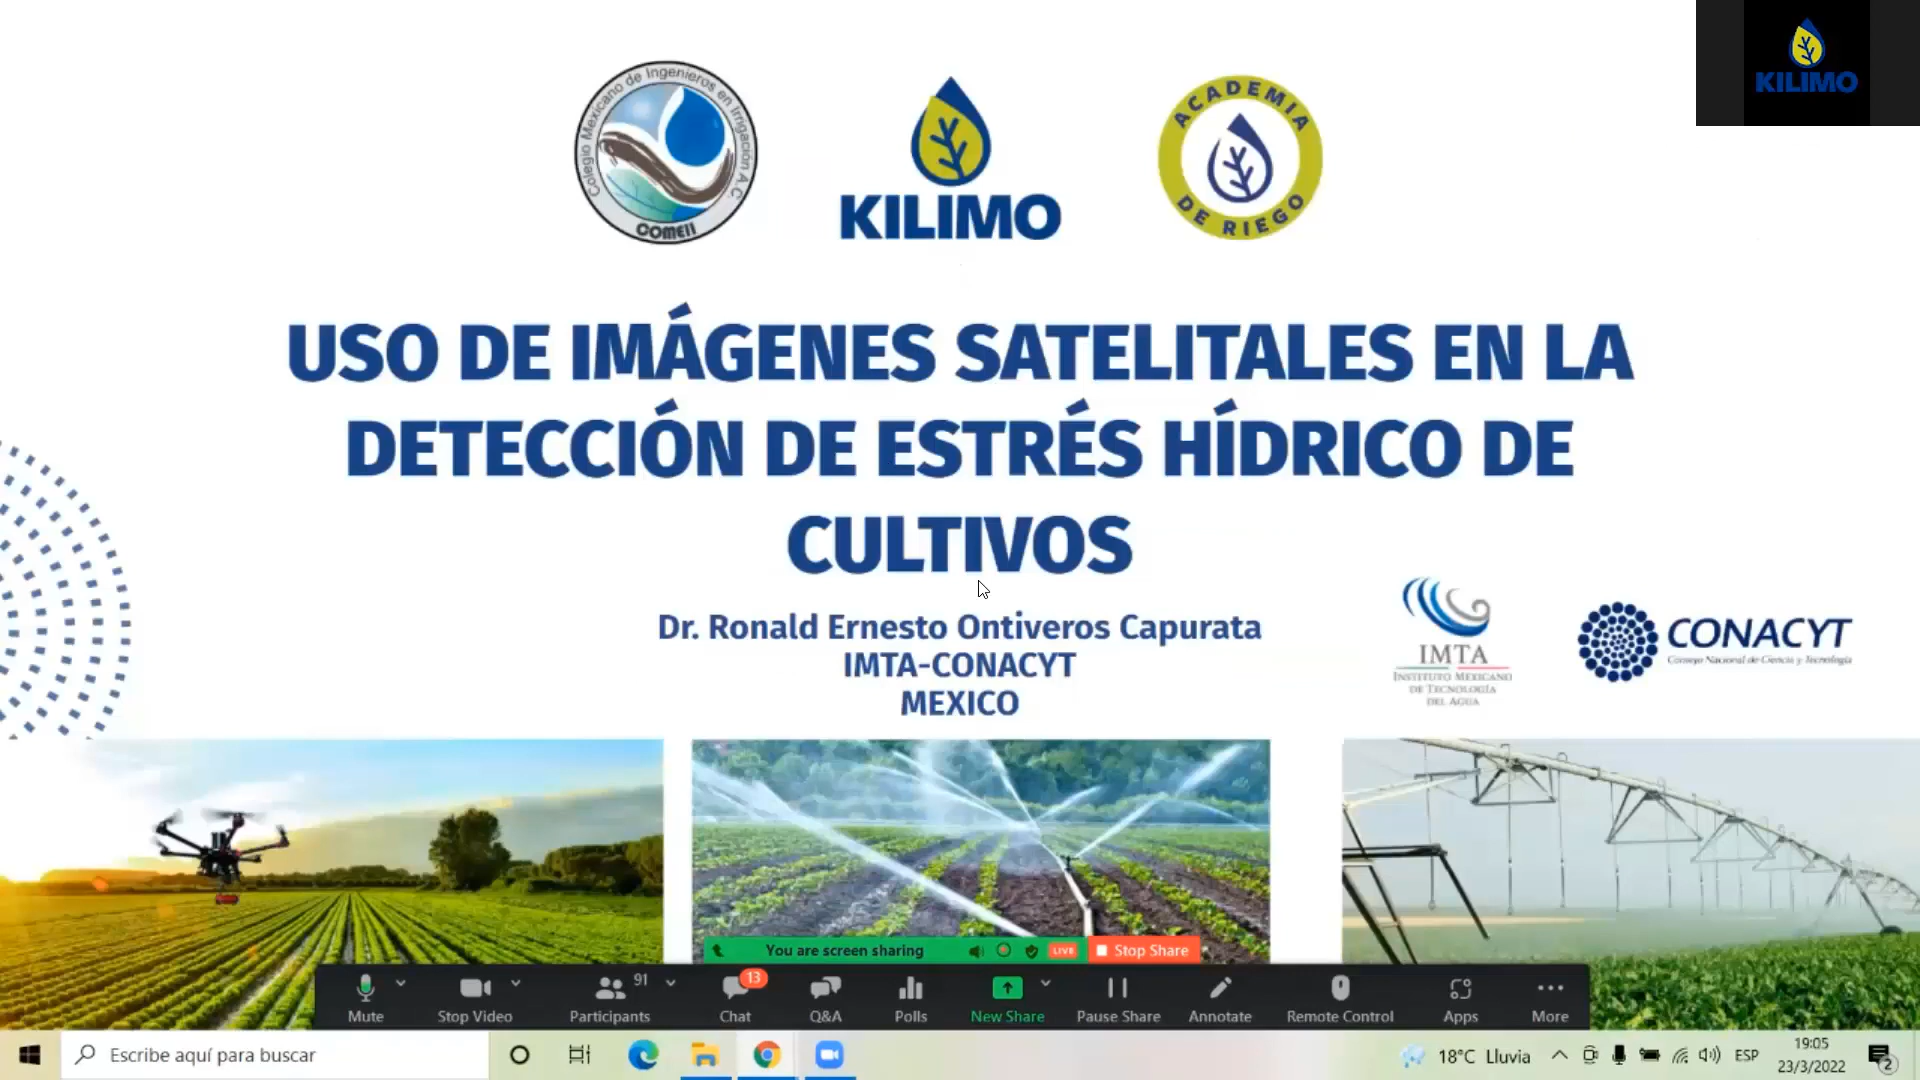 Colegio Mexicano de Ingenieros en Irrigación A.C.
COMEII
KILIMO
ACADEMIA
DE RIEGO
KILIMO
USO DE IMÁGENES SATELITALES EN LA
DETECCIÓN DE ESTRÉS HÍDRICO DE
CULTIVOS
Dr. Ronald Ernesto Ontiveros Capurata
IMTA-CONACYT
MEXICO
IMTA
INSTITUTO MEXICANO
DE TECNOLOGÍA
DEL AGUA
CONACYT
Consejo Nacional de Ciencia y Tecnología
You are screen sharing
LIVE
Stop Share
Mute
Stop Video
Participants
91
Chat
13
Q&A
Polls
New Share
Pause Share
Annotate
Remote Control
Apps
More
Escribe aquí para buscar
18°C Lluvia
ESP
19:05
23/3/2022
2